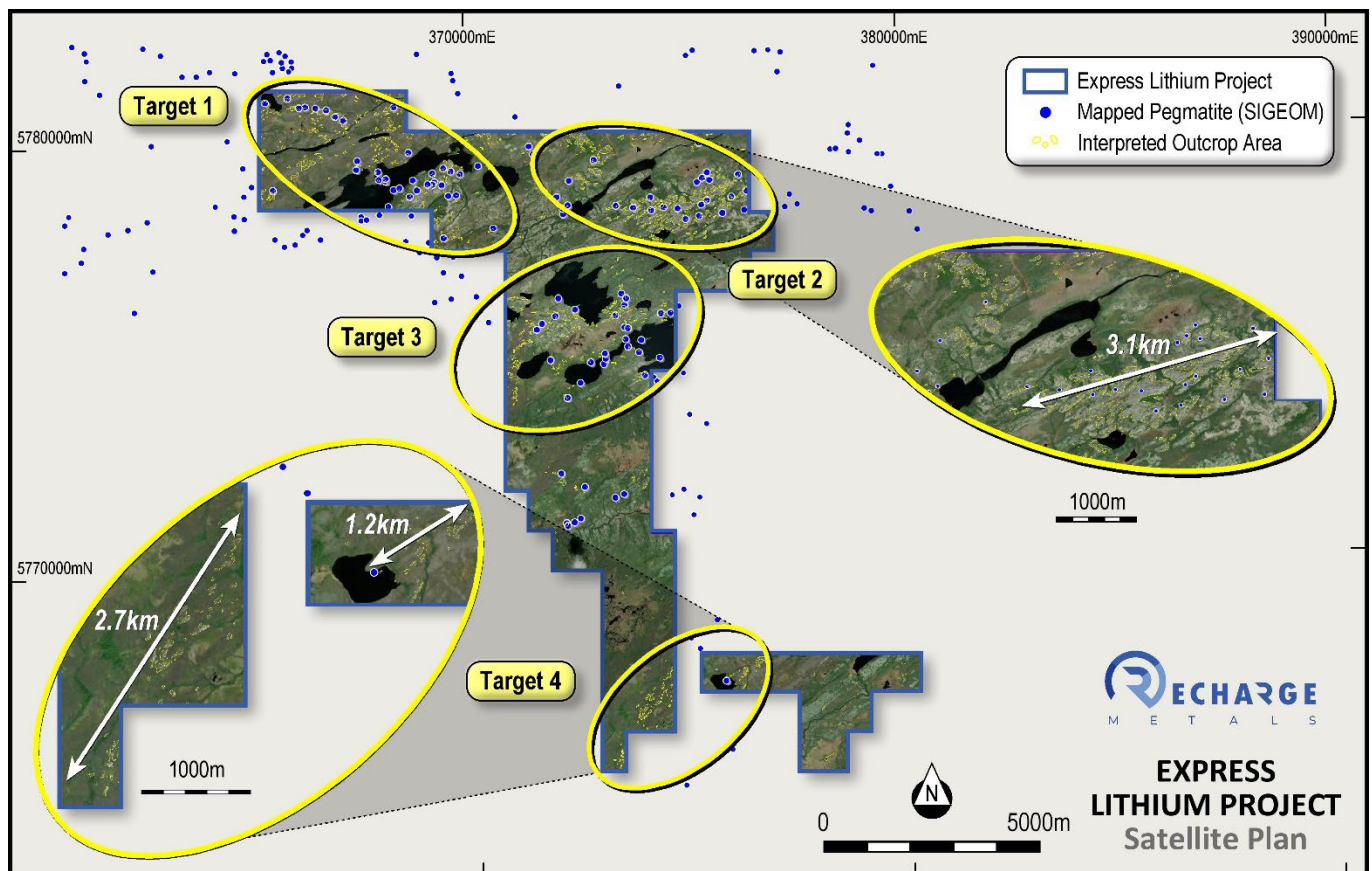 370000mE
380000mE
390000mE
Express Lithium Project
Mapped Pegmatite (SIGEOM)
Interpreted Outcrop Area
Target 1
5780000mN
Target 2
Target 3
3.1km
1000m
1.2km
2.7km
5770000mN
Target 4
1000m
RECHARGE
METALS
N
EXPRESS
LITHIUM PROJECT
Satellite Plan
0 5000m